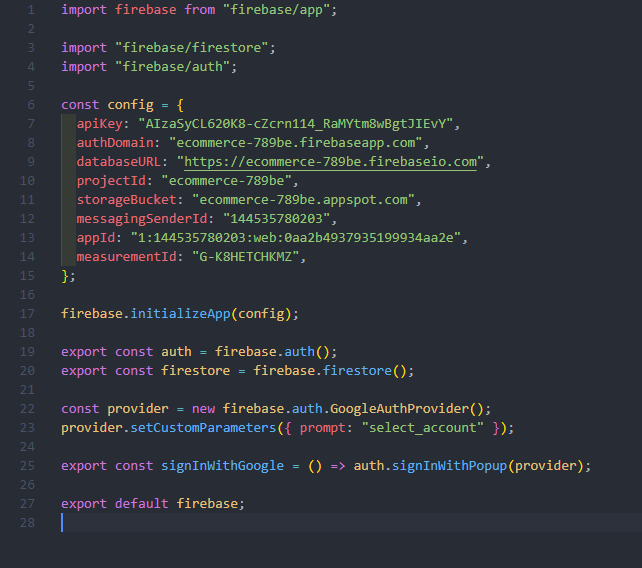 1 import firebase from "firebase/app";
2
3 import "firebase/firestore";
4 import "firebase/auth";
5
6 const config = {
7 apiKey: "AIzaSyCL620K8-cZcrn114_RaMYtm8wBgtJIEvY",
8 authDomain: "ecommerce-789be.firebaseapp.com",
9 databaseURL: "https://ecommerce-789be.firebaseio.com",
10 projectId: "ecommerce-789be",
11 storageBucket: "ecommerce-789be.appspot.com",
12 messagingSenderId: "144535780203",
13 appId: "1:144535780203:web:0aa2b4937935199934aa2e",
14 measurementId: "G-K8HETCHKMZ",
15 };
16
17 firebase.initializeApp(config);
18
19 export const auth = firebase.auth();
20 export const firestore = firebase.firestore();
21
22 const provider = new firebase.auth.GoogleAuthProvider();
23 provider.setCustomParameters({ prompt: "select_account" });
24
25 export const signInWithGoogle = () => auth.signInWithPopup(provider);
26
27 export default firebase;
28